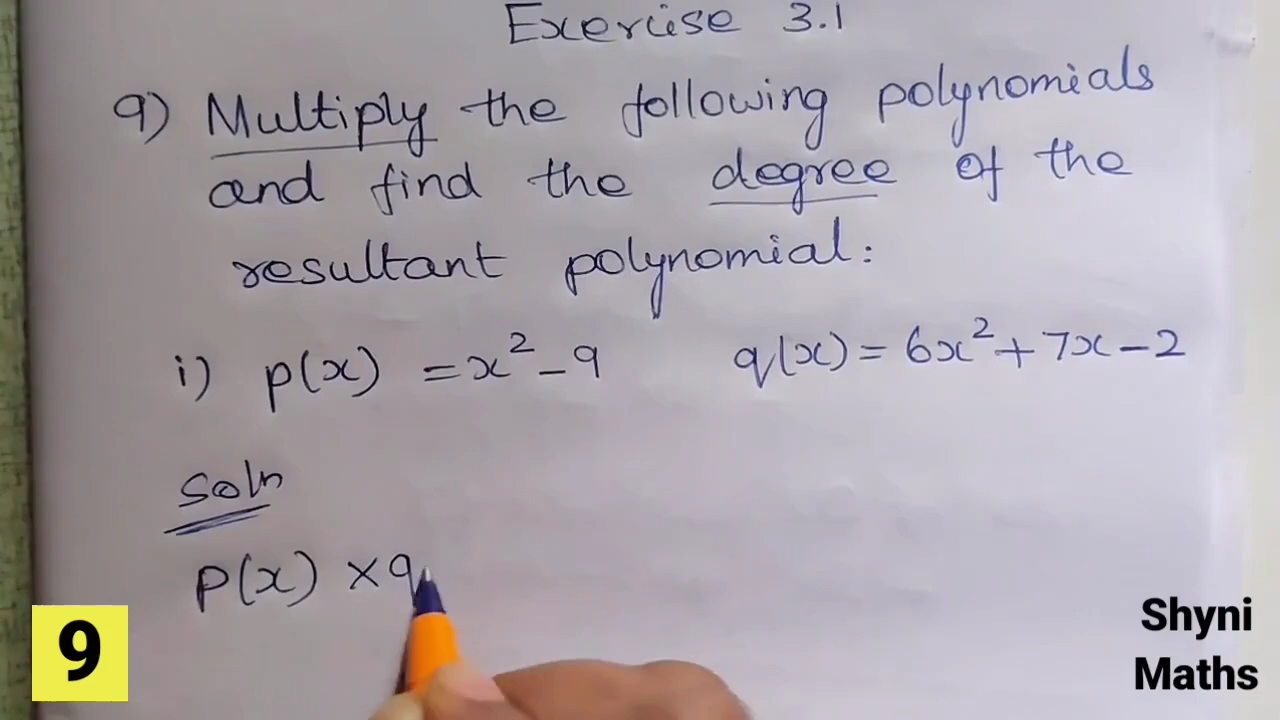 Exercise 3.1
9) Multiply the following polynomials
and find the degree of the
resultant polynomial:
i) p(x) = x² - 9 q(x) = 6x² + 7x - 2
Soln
P(x) × q
9
Shyni
Maths